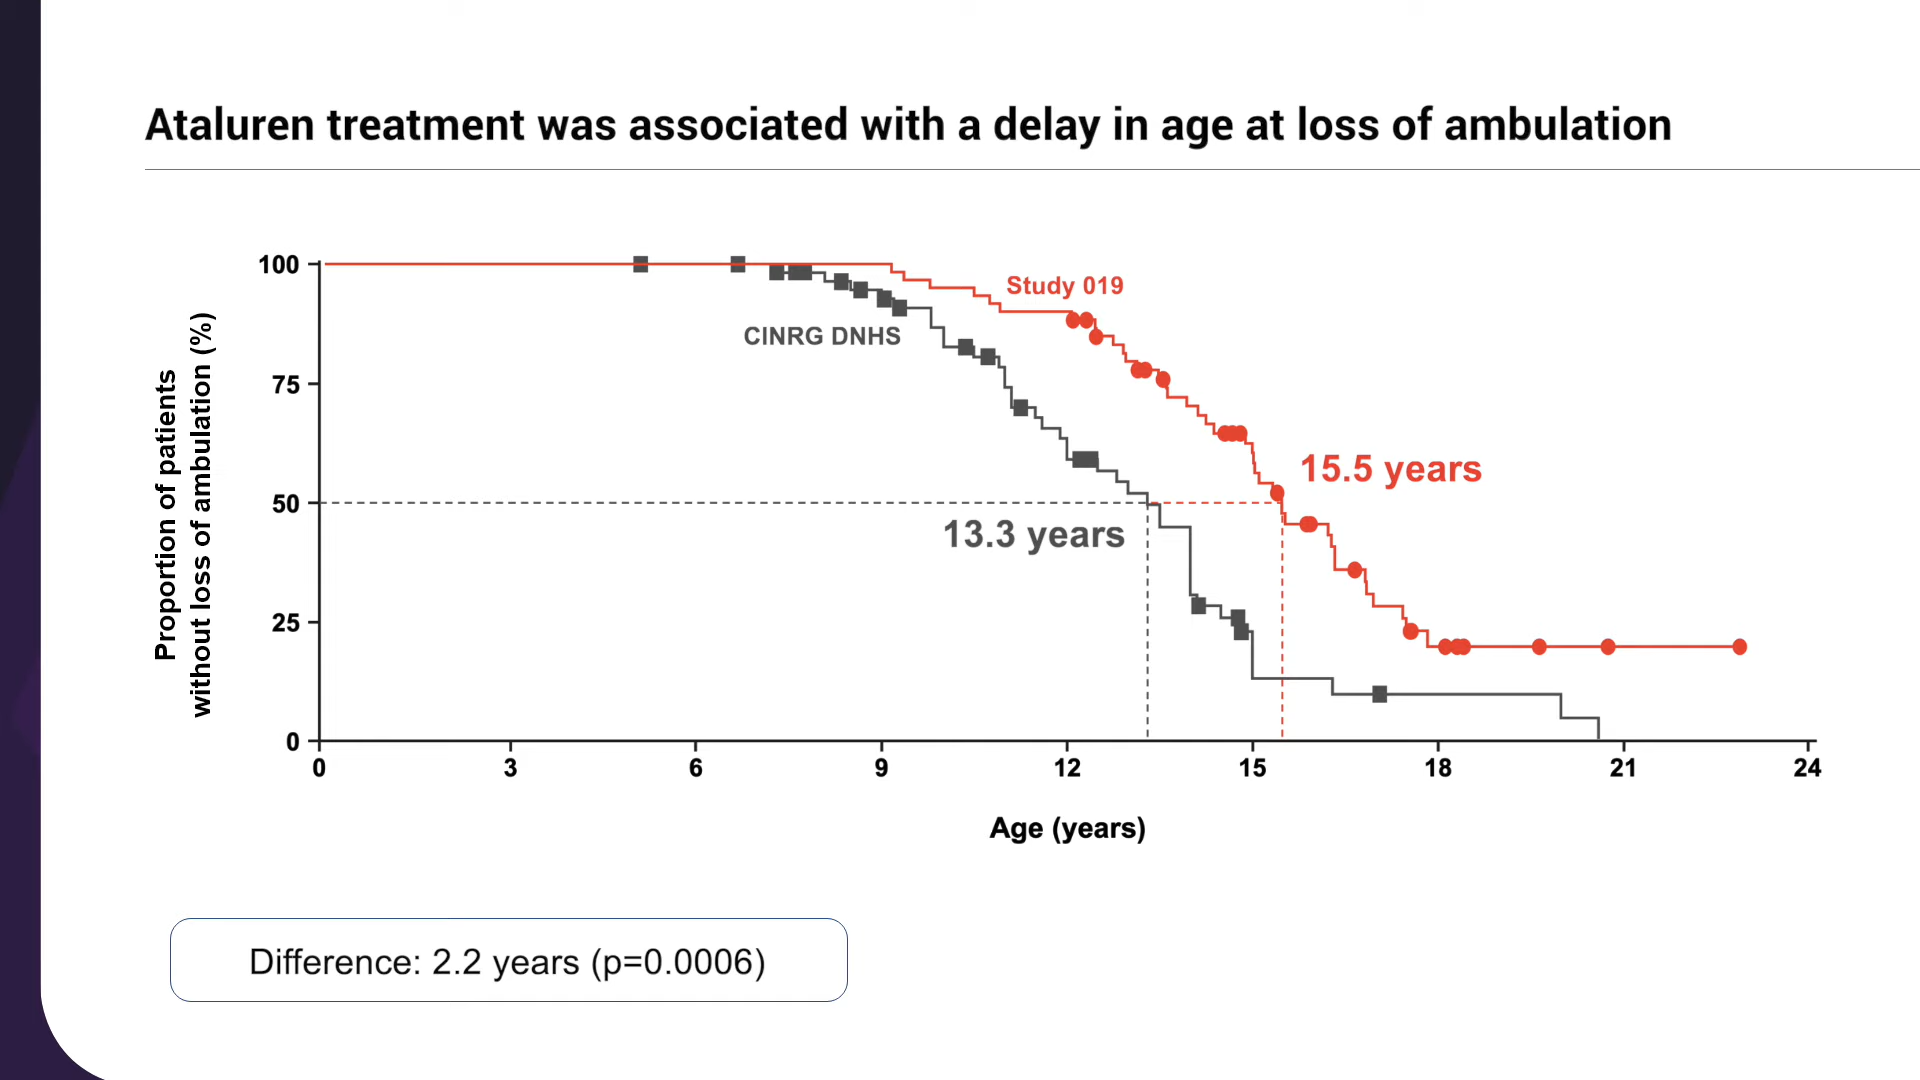 Ataluren treatment was associated with a delay in age at loss of ambulation
Proportion of patients
without loss of ambulation (%)
100
75
50
25
0
Study 019
CINRG DNHS
15.5 years
13.3 years
0 3 6 9 12 15 18 21 24
Age (years)
Difference: 2.2 years (p=0.0006)